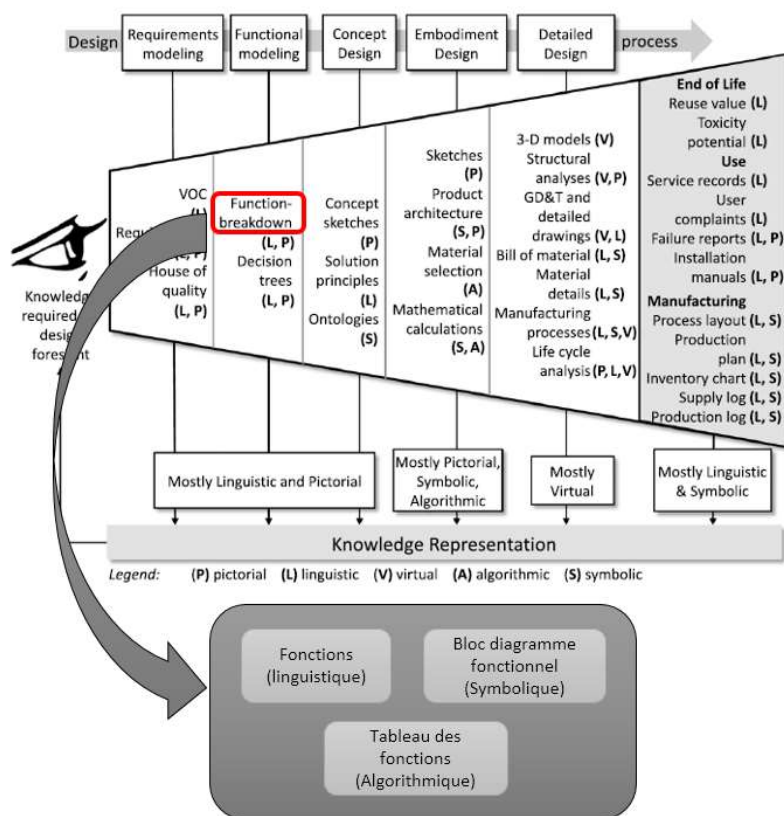 Design
Requirements
modeling
Functional
modeling
Concept
Design
Embodiment
Design
Detailed
Design
process
VOC
(L)
House of
quality
(L, P)
Function-
breakdown
(L, P)
Decision
trees
(L, P)
Concept
sketches
(P)
Solution
principles
(L)
Ontologies
(S)
Sketches
(P)
Product
architecture
(S, P)
Material
selection
(A)
Mathematical
calculations
(S, A)
3-D models (V)
Structural
analyses (V, P)
GD&T and
detailed
drawings (V, L)
Bill of material (L, S)
Material
details (L, S)
Manufacturing
processes (L, S, V)
Life cycle
analysis (P, L, V)
End of Life
Reuse value (L)
Toxicity
potential (L)
Use
Service records (L)
User
complaints (L)
Failure reports (L, P)
Installation
manuals (L, P)
Manufacturing
Process layout (L, S)
Production
plan (L, S)
Inventory chart (L, S)
Supply log (L, S)
Production log (L, S)
Knowledge
required
design
Mostly Linguistic and Pictorial
Mostly Pictorial,
Symbolic,
Algorithmic
Mostly
Virtual
Mostly Linguistic
& Symbolic
Knowledge Representation
Legend: (P) pictorial (L) linguistic (V) virtual (A) algorithmic (S) symbolic
Fonctions
(linguistique)
Bloc diagramme
fonctionnel
(Symbolique)
Tableau des
fonctions
(Algorithmique)